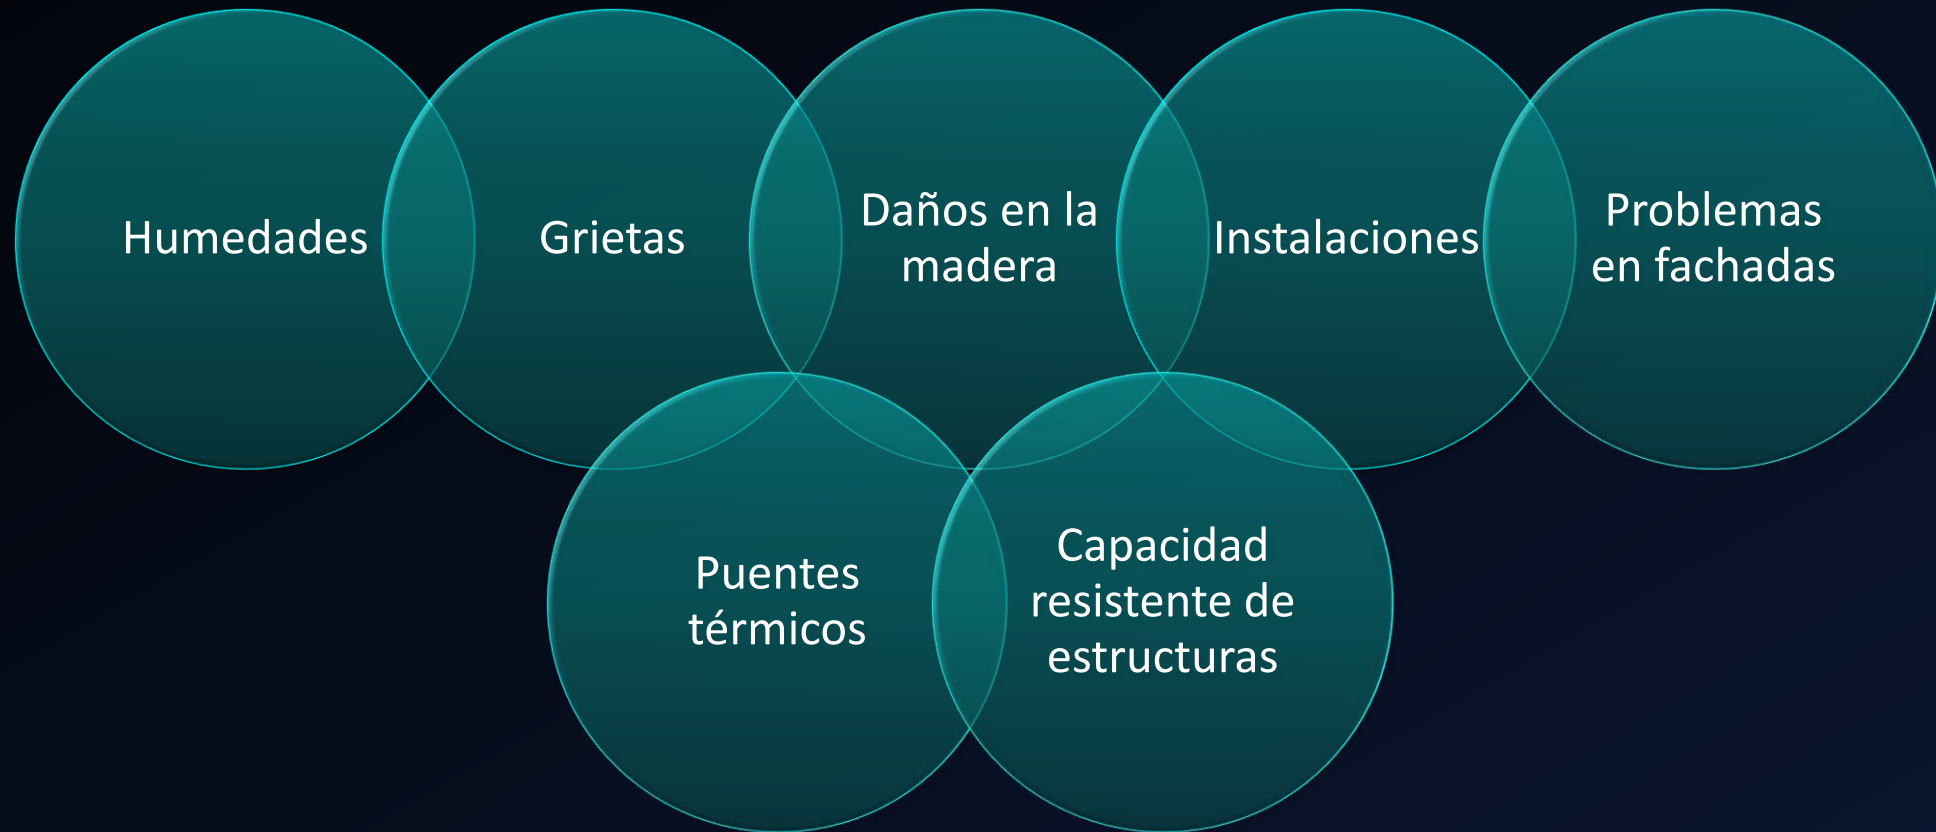 Humedades
Grietas
Daños en la
madera
Instalaciones
Problemas
en fachadas
Puentes
térmicos
Capacidad
resistente de
estructuras